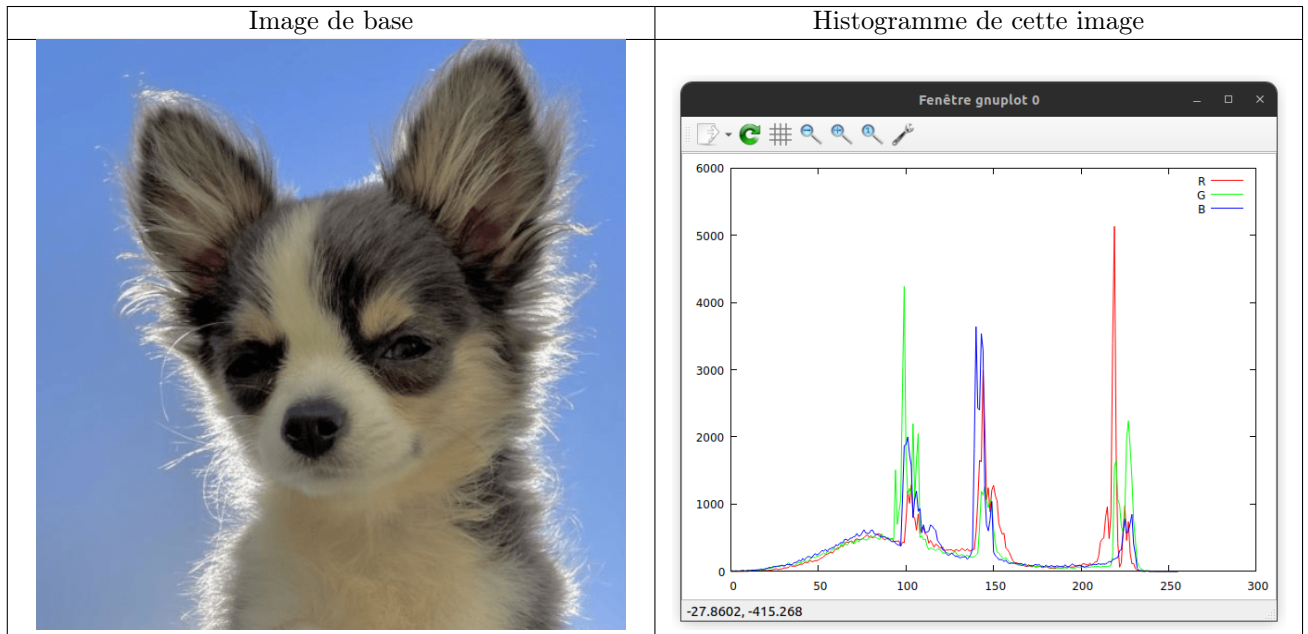 Image de base
Histogramme de cette image
Fenêtre gnuplot 0
6000
5000
4000
3000
2000
1000
0
R
G
B
0 50 100 150 200 250 300
-27.8602, -415.268